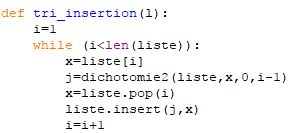 def tri_insertion(l):
    i=1
    while (i<len(liste)):
        x=liste[i]
        j=dichotomie2(liste,x,0,i-1)
        x=liste.pop(i)
        liste.insert(j,x)
        i=i+1